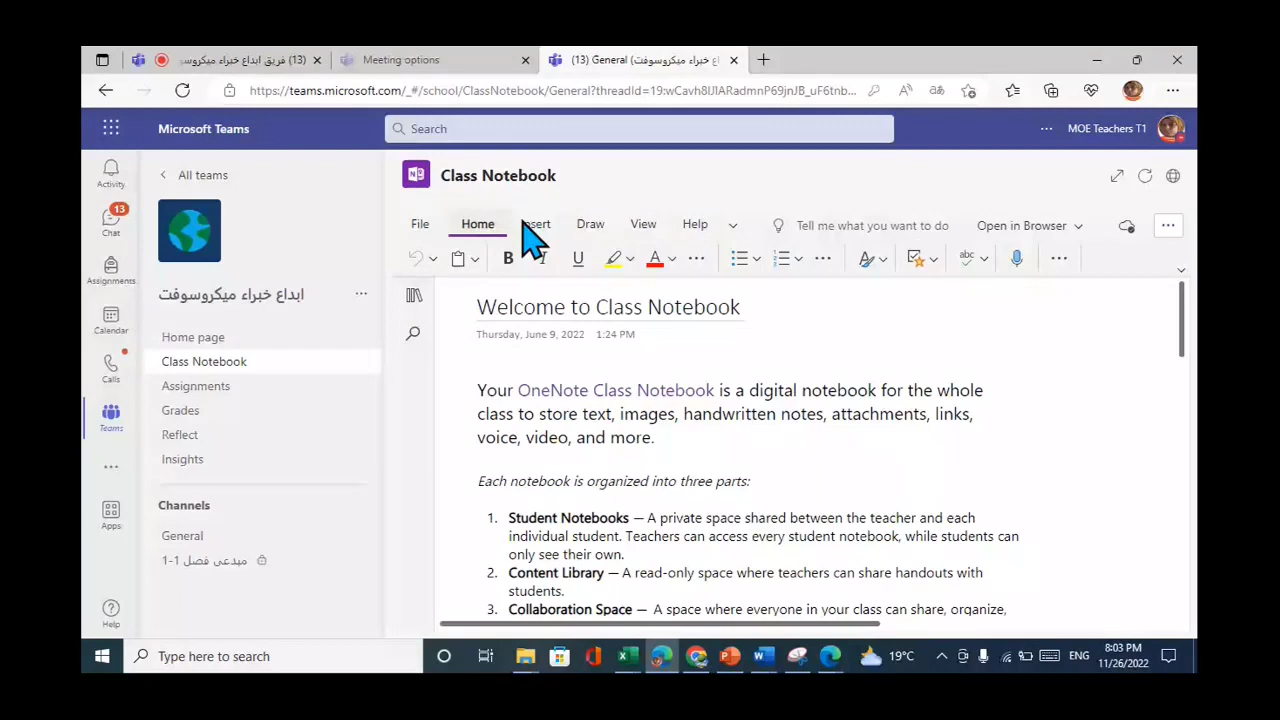 (13) فريق ابداع خبراء ميكروسو
Meeting options
(13) General (ابداع خبراء ميكروسوفت)
https://teams.microsoft.com/_#/school/ClassNotebook/General?threadId=19:wCavh8IJIARadmnP69jnJB_uF6tnb...
Microsoft Teams
Search
MOE Teachers T1
Activity
All teams
Class Notebook
13
Chat
File
Home
Insert
Draw
View
Help
Tell me what you want to do
Open in Browser
Assignments
B
U
A
abc
ابداع خبراء ميكروسوفت
Calendar
Home page
Class Notebook
Calls
Assignments
Grades
Teams
Reflect
Insights
Channels
General
مبدعى فصل 1-1
Apps
Help
Welcome to Class Notebook
Thursday, June 9, 2022 1:24 PM
Your OneNote Class Notebook is a digital notebook for the whole
class to store text, images, handwritten notes, attachments, links,
voice, video, and more.
Each notebook is organized into three parts:
1. Student Notebooks — A private space shared between the teacher and each
individual student. Teachers can access every student notebook, while students can
only see their own.
2. Content Library — A read-only space where teachers can share handouts with
students.
3. Collaboration Space — A space where everyone in your class can share, organize,
Type here to search
19°C
ENG
8:03 PM
11/26/2022